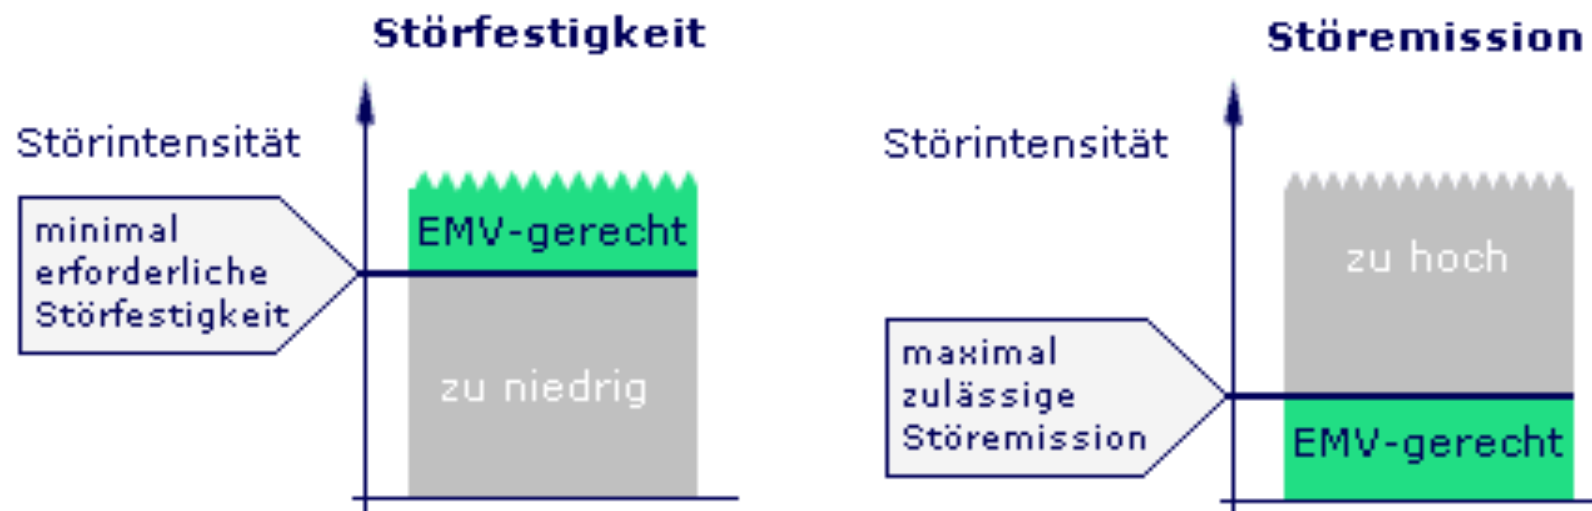 Störfestigkeit
Störintensität
minimal
erforderliche
Störfestigkeit
EMV-gerecht
zu niedrig
Störemission
Störintensität
zu hoch
maximal
zulässige
Störemission
EMV-gerecht